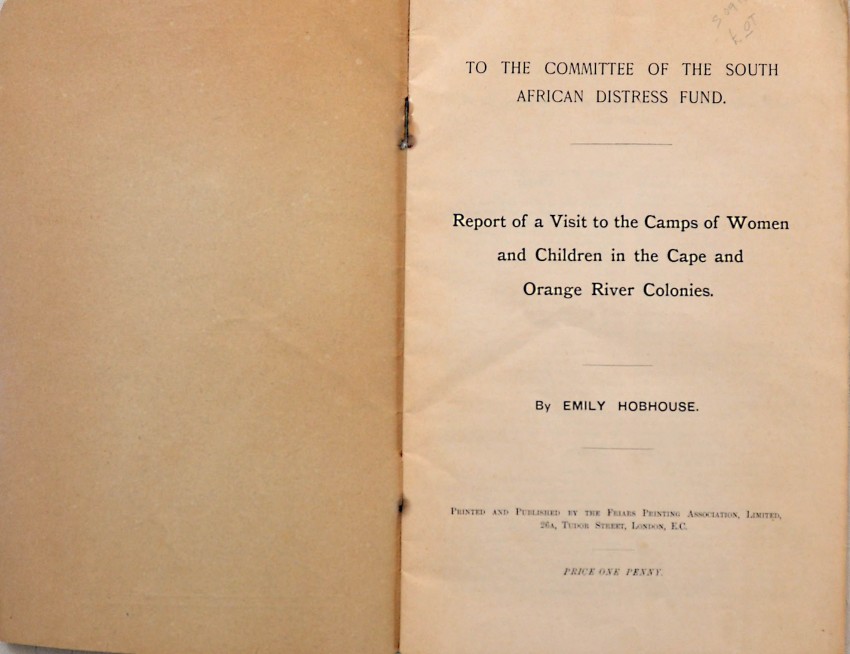 TO THE COMMITTEE OF THE SOUTH
AFRICAN DISTRESS FUND.
Report of a Visit to the Camps of Women
and Children in the Cape and
Orange River Colonies.
By EMILY HOBHOUSE.
PRINTED AND PUBLISHED BY THE FRIARS PRINTING ASSOCIATION, LIMITED,
26A, TUDOR STREET, LONDON, E.C.
PRICE ONE PENNY.